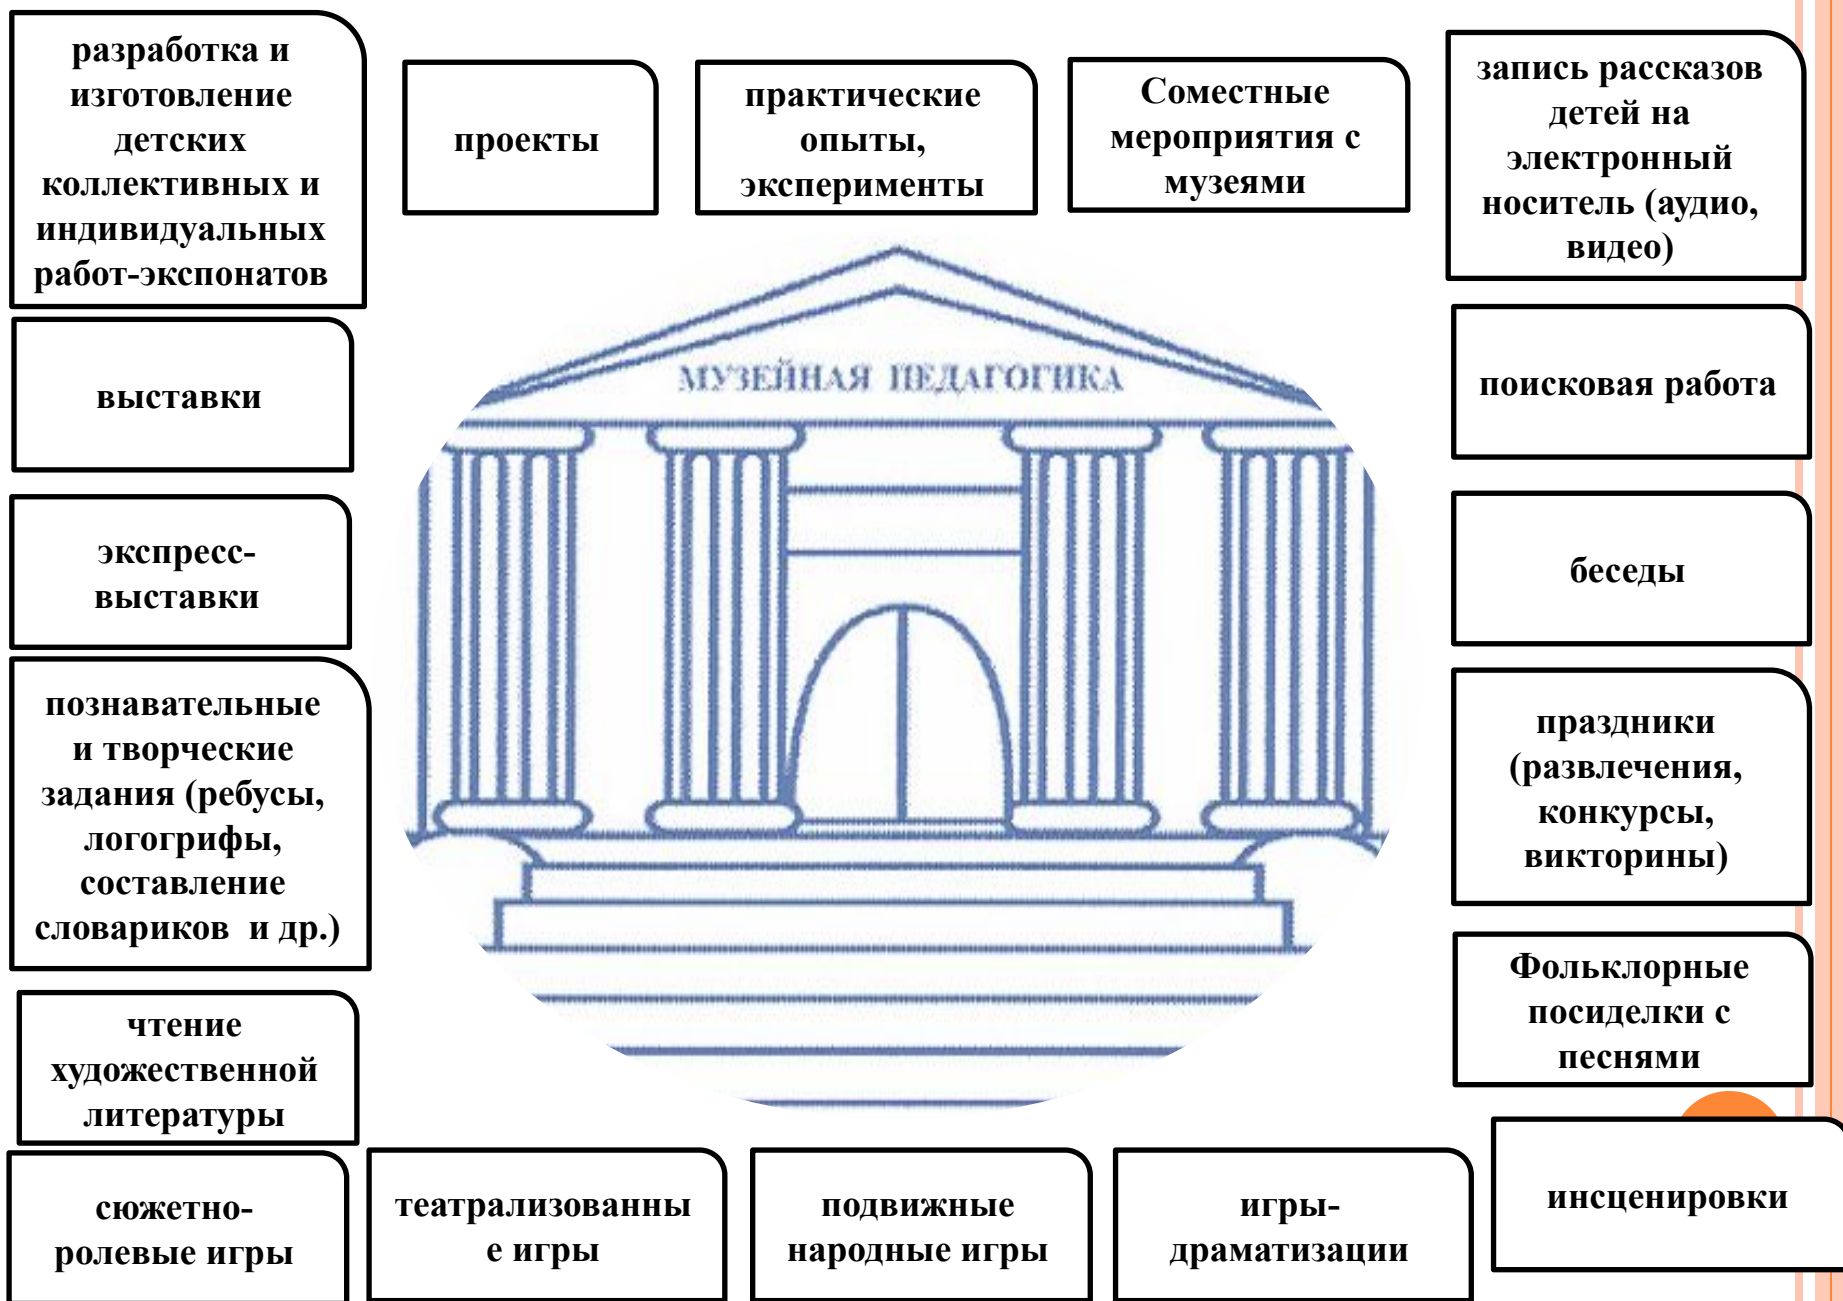 разработка и
изготовление
детских
коллективных и
индивидуальных
работ-экспонатов
проекты
практические
опыты,
эксперименты
Соместные
мероприятия с
музеями
запись рассказов
детей на
электронный
носитель (аудио,
видео)
МУЗЕЙНАЯ ПЕДАГОГИКА
выставки
поисковая работа
экспресс-
выставки
беседы
познавательные
и творческие
задания (ребусы,
логогрифы,
составление
словариков и др.)
праздники
(развлечения,
конкурсы,
викторины)
Фольклорные
посиделки с
песнями
чтение
художественной
литературы
сюжетно-
ролевые игры
театрализованны
е игры
подвижные
народные игры
игры-
драматизации
инсценировки